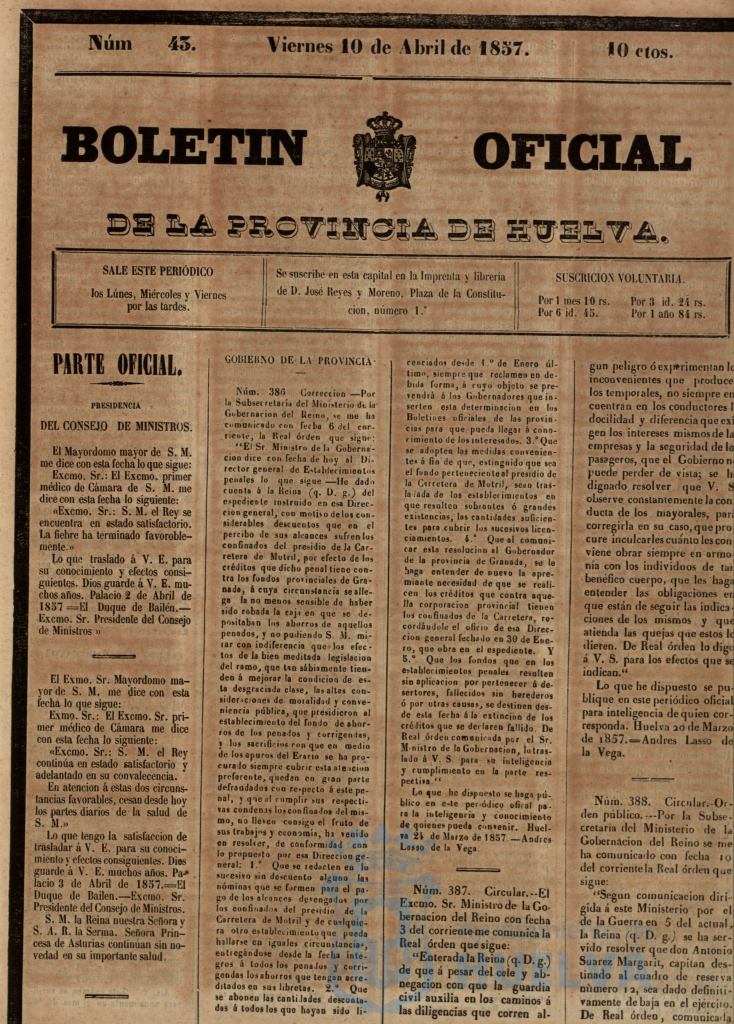 Núm 43. Viernes 10 de Abril de 1857. 10 ctos.
BOLETIN OFICIAL
DE LA PROVINCIA DE HUELVA.
SALE ESTE PERIÓDICO
los Lúnes, Miércoles y Viernes
por las tardes.
Se suscribe en esta capital en la Imprenta y libreria
de D. José Reyes y Moreno, Plaza de la Constitu-
cion, número 1.°
SUSCRICION VOLUNTARIA.
Por 1 mes 10 rs. Por 3 id. 24 rs.
Por 6 id. 45. Por 1 año 84 rs.
PARTE OFICIAL.
PRESIDENCIA
DEL CONSEJO DE MINISTROS.
El Mayordomo mayor de S. M.
me dice con esta fecha lo que sigue:
Excmo. Sr.: El Excmo. primer
médico de Cámara de S. M. me
dice con esta fecha lo siguiente:
«Excmo. Sr.: S. M. el Rey se
encuentra en estado satisfactorio.
La fiebre ha terminado favoroble-
mente.»
Lo que traslado á V. E. para
su conocimiento y efectos consi-
guientes. Dios guarde á V. E. mu-
chos años. Palacio 2 de Abril de
1857=El Duque de Bailén.—
Excmo. Sr. Presidente del Consejo
de Ministros»
El Exmo. Sr. Mayordomo ma-
yor de S. M. me dice con esta
fecha lo que sigue:
Exmo. Sr.: El Excmo. Sr. pri-
mer médico de Cámara me dice
con esta fecha lo siguiente:
«Excmo. Sr.: S. M. el Rey
continúa en estado satisfactorio y
adelantado en su convalecencia.
En atencion á estas dos circuns-
tancias favorables, cesan desde hoy
los partes diarios de la salud de
S. M.»
Lo que tengo la satisfaccion de
trasladar á V. E. para su conoci-
miento y efectos consiguientes. Dios
guarde á V. E. muchos años. Pa-
lacio 3 de Abril de 1857.=El
Duque de Bailen.—Excmo. Sr.
Presidente del Consejo de Ministros.
S. M. la Reina nuestra Señora y
S. A. R. la Serma. Señora Prin-
cesa de Asturias continúan sin no-
vedad en su importante salud.
GOBIERNO DE LA PROVINCIA
Núm. 386 Correccion—Por
la Subsecretaría del Ministerio de la
Gobernacion del Reino, se me ha
comunicado con fecha 6 del cor-
riente, la Real órden que sigue:
"El Sr. Ministro de la Goberna-
cion dice con fecha de hoy al Di-
rector general de Establecimientos
penales lo que sigue—He dado
cuenta á la Reina (q. D. g.) del
expediente instruido en esa Direc-
cion general, con motivo de los con-
siderables descuentos que en el
percibo de sus alcances sufren los
confinados del presidio de la Car-
retera de Motril, por efecto de los
créditos que dicho penal tiene con-
tra los fondos provinciales de Gra-
nada, á cuya circunstancia se alle-
ga la no menos sensible de haber
sido robada la caja en que se de-
positaban los ahorros de aquellos
penados, y no pudiendo S. M. mi-
rar con indiferencia que los efec-
tos de la bien meditada legislacion
del ramo, que tan sábiamente tien-
den á mejorar la condicion de es-
ta desgraciada clase, las altas con-
sideraciones de moralidad y conve-
niencia pública, que presidieron al
establecimiento del fondo de ahor-
ros de los penados y corrigendas,
y los sacrificios que en medio
de los apuros del Erario se ha pro-
curado siempre cubrir esta atencion
preferente, queden en gran parte
defraudados con respecto á este pe-
nal, y que al cumplir sus respecti-
vas condenas los confinados del mis-
mo, no lleven consigo el fruto de
sus trabajos y economía, ha venido
en resolver, de conformidad con
lo propuesto por esa Direccion ge-
neral: 1.° Que se redacten en lo
sucesivo sin descuento alguno las
nóminas que se formen para el pa-
go de los alcances devengados por
los confinados del presidio de la
Carretera de Motril y de cualquie-
ra otro establecimiento que pueda
hallarse en iguales circunstancias,
entregándose desde la fecha inte-
gros á todos los penados y corri-
gendas los ahorros que tengan acre-
ditados en sus libretas. 2.° Que
se abonen las cantidades desconta-
das á todos los que hayan sido li-
cenciados desde 1.° de Enero úl-
timo, siempre que reclamen en de-
bida forma, á cuyo objeto se pre-
vendrá á los Gobernadores que in-
serten esta determinacion en los
Boletines oficiales de las provin-
cias para que pueda llegar á cono-
cimiento de los interesados. 3.° Que
se adopten las medidas convenien-
tes á fin de que, estinguido que sea
el fondo perteneciente al presidio de
la Carretera de Motril, sean tras-
ladadas de los establecimientos en
que resulten sobrantes ó grandes
existencias, las cantidades suficien-
tes para cubrir los sucesivos licen-
ciamientos. 4.° Que al comuni-
car esta resolucion al Gobernador
de la provincia de Granada, se le
haga entender de nuevo la apre-
miante necesidad de que se reali-
cen los créditos que contra aque-
lla corporacion provincial tienen
los confinados de la Carretera, re-
cordándole el oficio de esa Direc-
cion general fechado en 30 de Ene-
ro, que obra en el espediente. Y
5.° Que los fondos que en los
establecimientos penales resulten
sin aplicacion por pertenecer á de-
sertores, fallecidos sin herederos
ó por otras causas, se destinen des-
de esta fecha á la estincion de los
créditos que se declaren fallido. De
Real órden comunicada por el Sr.
Ministro de la Gobernacion, lo tras-
lado á V. S. para su inteligencia
y cumplimiento en la parte res-
pectiva."
Lo que he dispuesto se haga pú-
blico en este periódico oficial para
la inteligencia y conocimiento
de quienes pueda convenir. Huel-
va 24 de Marzo de 1857.—Andres
Lasso de la Vega
Núm. 387. Circular.--El
Excmo. Sr. Ministro de la Go-
bernacion del Reino con fecha
3 del corriente me comunica la
Real órden que sigue:
"Enterada la Reina (q. D. g.)
de que á pesar del celo y ab-
negacion con que la guardia
civil auxilia en los caminos á
las diligencias que corren al-
gun peligro ó experimentan lo
inconvenientes que produce
los temporales, no siempre en
cuentran en los conductores l
docilidad y diferencia que exi
gen los intereses mismos de la
empresas y la seguridad de lo
pasageros, que el Gobierno n
puede perder de vista; se h
dignado resolver que V. S
observe constantemente la con
ducta de los mayorales, para
corregirla en su caso, que pro
cure inculcarles cuánto les con
viene obrar siempre en armo-
nía con los individuos de tan
benéfico cuerpo, que les haga
entender las obligaciones en
que están de seguir las indica-
ciones de los mismos y que
atienda las quejas que estos le
dieren. De Real órden lo digo
á V. S. para los efectos que se
indican."
Lo que he dispuesto se pu-
blique en este periódico oficial
para inteligencia de quien cor-
responda. Huelva 20 de Marzo
de 1857.=Andres Lasso de
la Vega.
Núm. 388. Circular.-Or-
den público.---Por la Subse-
cretaría del Ministerio de la
Gobernacion del Reino se me
ha comunicado con fecha 10
del corriente la Real órden que
sigue:
"Segun comunicacion diri-
gida á este Ministerio por el
de la Guerra en 5 del actual,
la Reina (q. D. g.) se ha ser-
vido resolver que don Antonio
Suarez Margarit, capitan des-
tinado al cuadro de reserva
número 12, sea dado definiti-
vamente de baja en el ejército.
De Real órden, comunicada